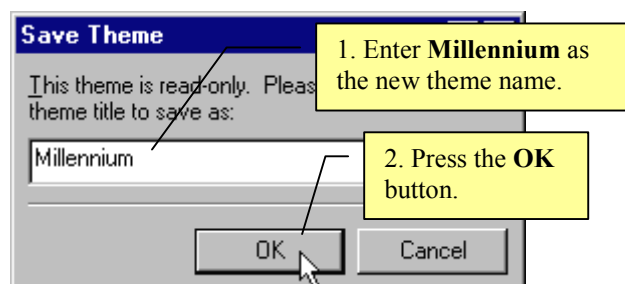 Save Theme
1. Enter Millennium as
the new theme name.
This theme is read-only. Pleas
theme title to save as:
Millennium
2. Press the OK
button.
OK
Cancel